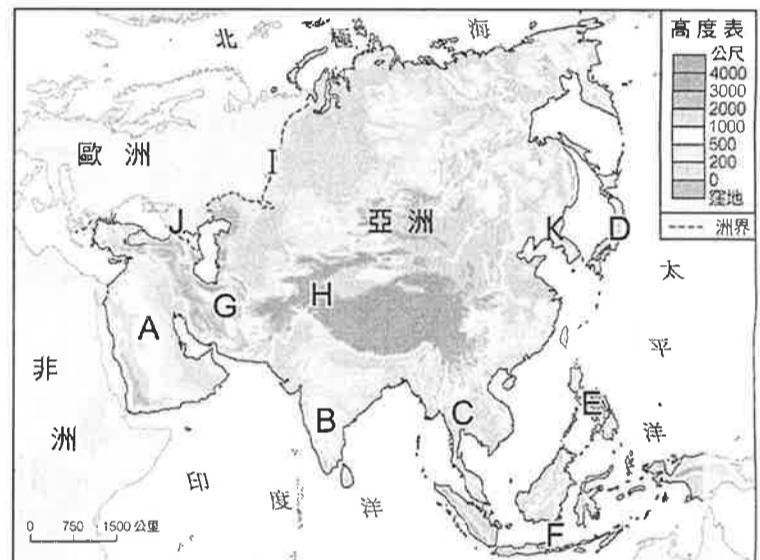 北 極 海
高度表
公尺
4000
3000
2000
1000
500
200
0
窪地
洲界
歐 洲
I
J
亞 洲
K
D
太
平
洋
G
H
A
非
洲
B
C
E
印 度 洋
F
0 750 1500 公里